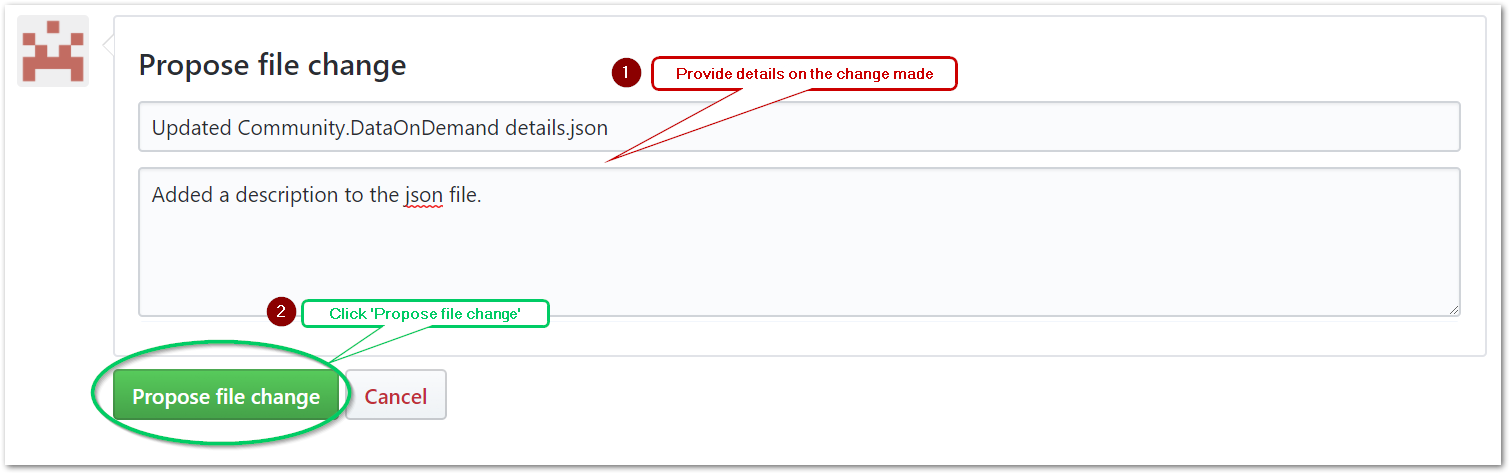 Propose file change
1
Provide details on the change made
Updated Community.DataOnDemand details.json
Added a description to the json file.
2
Click 'Propose file change'
Propose file change
Cancel